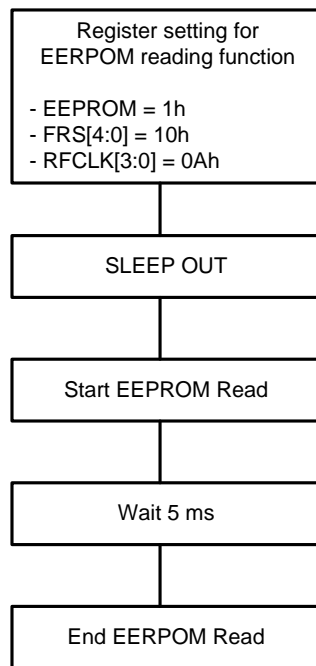 Register setting for
EERPOM reading function
- EEPROM = 1h
- FRS[4:0] = 10h
- RFCLK[3:0] = 0Ah
SLEEP OUT
Start EEPROM Read
Wait 5 ms
End EERPOM Read